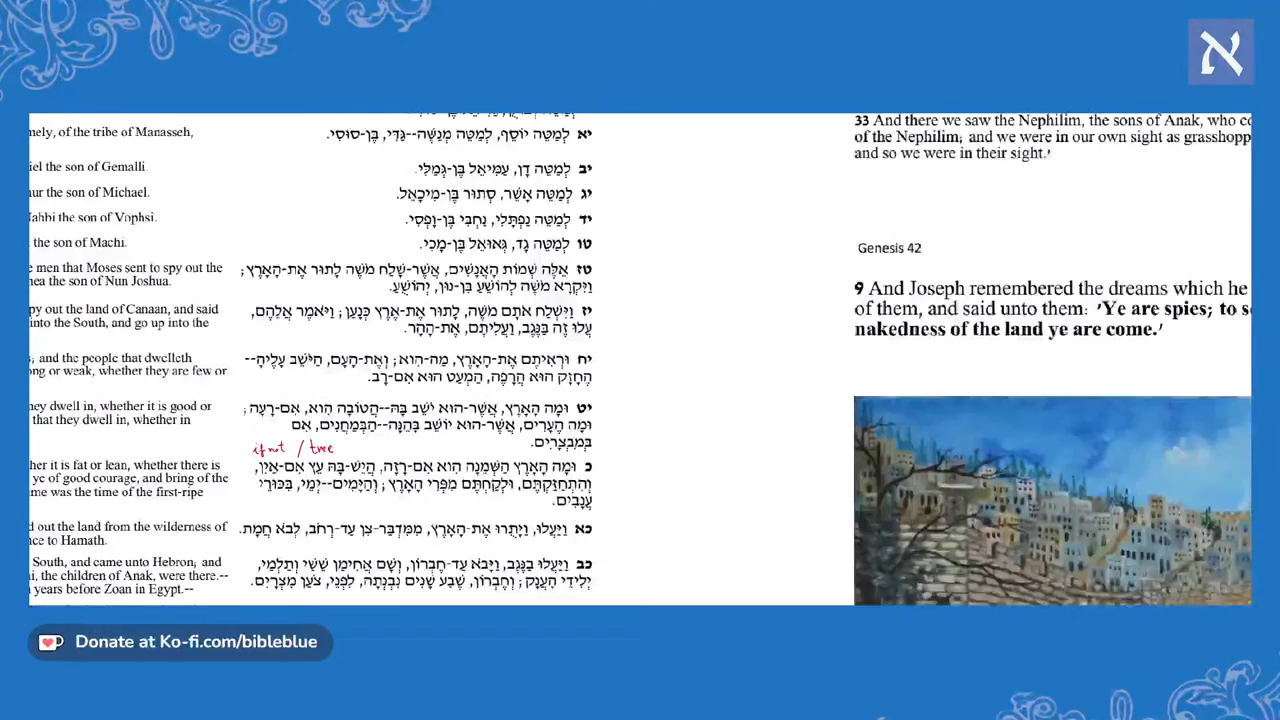 א
nely, of the tribe of Manasseh,
iel the son of Gemalli.
ur the son of Michael.
Nahbi the son of Vophsi.
the son of Machi.
e men that Moses sent to spy out the
hea the son of Nun Joshua.
py out the land of Canaan, and said
into the South, and go up into the
; and the people that dwelleth
ong or weak, whether they are few or
hey dwell in, whether it is good or
that they dwell in, whether in
her it is fat or lean, whether there is
ye of good courage, and bring of the
me was the time of the first-ripe
d out the land from the wilderness of
nce to Hamath.
South, and came unto Hebron; and
i, the children of Anak, were there.--
n years before Zoan in Egypt.--
יא לְמַטֵּה יוֹסֵף, לְמַטֵּה מְנַשֶּׁה--גַּדִּי, בֶּן-סוּסִי.
יב לְמַטֵּה דָן, עַמִּיאֵל בֶּן-גְּמַלִּי.
יג לְמַטֵּה אָשֵׁר, סְתוּר בֶּן-מִיכָאֵל.
יד לְמַטֵּה נַפְתָּלִי, נַחְבִּי בֶּן-וָפְסִי.
טו לְמַטֵּה גָד, גְּאוּאֵל בֶּן-מָכִי.
טז אֵלֶּה שְׁמוֹת הָאֲנָשִׁים, אֲשֶׁר-שָׁלַח מֹשֶׁה לָתוּר אֶת-הָאָרֶץ;
וַיִּקְרָא מֹשֶׁה לְהוֹשֵׁעַ בִּן-נוּן, יְהוֹשֻׁעַ.
יז וַיִּשְׁלַח אֹתָם מֹשֶׁה, לָתוּר אֶת-אֶרֶץ כְּנָעַן; וַיֹּאמֶר אֲלֵהֶם,
עֲלוּ זֶה בַּנֶּגֶב, וַעֲלִיתֶם, אֶת-הָהָר.
יח וּרְאִיתֶם אֶת-הָאָרֶץ, מַה-הִוא; וְאֶת-הָעָם, הַיֹּשֵׁב עָלֶיהָ--
הֶחָזָק הוּא הֲרָפֶה, הַמְעַט הוּא אִם-רָב.
יט וּמָה הָאָרֶץ, אֲשֶׁר-הוּא יֹשֵׁב בָּהּ--הֲטוֹבָה הִוא, אִם-רָעָה;
וּמָה הֶעָרִים, אֲשֶׁר-הוּא יוֹשֵׁב בָּהֵנָּה--הַבְּמַחֲנִים, אִם
בְּמִבְצָרִים.
if not / tree
כ וּמָה הָאָרֶץ הַשְּׁמֵנָה הִוא אִם-רָזָה, הֲיֵשׁ-בָּהּ עֵץ אִם-אַיִן,
וְהִתְחַזַּקְתֶּם, וּלְקַחְתֶּם מִפְּרִי הָאָרֶץ; וְהַיָּמִים--יְמֵי, בִּכּוּרֵי
עֲנָבִים.
כא וַיַּעֲלוּ, וַיָּתֻרוּ אֶת-הָאָרֶץ, מִמִּדְבַּר-צִן עַד-רְחֹב, לְבֹא חֲמָת.
כב וַיַּעֲלוּ בַנֶּגֶב, וַיָּבֹא עַד-חֶבְרוֹן, וְשָׁם אֲחִימַן שֵׁשַׁי וְתַלְמַי,
יְלִידֵי הָעֲנָק; וְחֶבְרוֹן, שֶׁבַע שָׁנִים נִבְנְתָה, לִפְנֵי, צֹעַן מִצְרָיִם.
33 And there we saw the Nephilim, the sons of Anak, who co
of the Nephilim; and we were in our own sight as grasshopp
and so we were in their sight.'
Genesis 42
9 And Joseph remembered the dreams which he
of them, and said unto them: 'Ye are spies; to s
nakedness of the land ye are come.'
Donate at Ko-fi.com/bibleblue